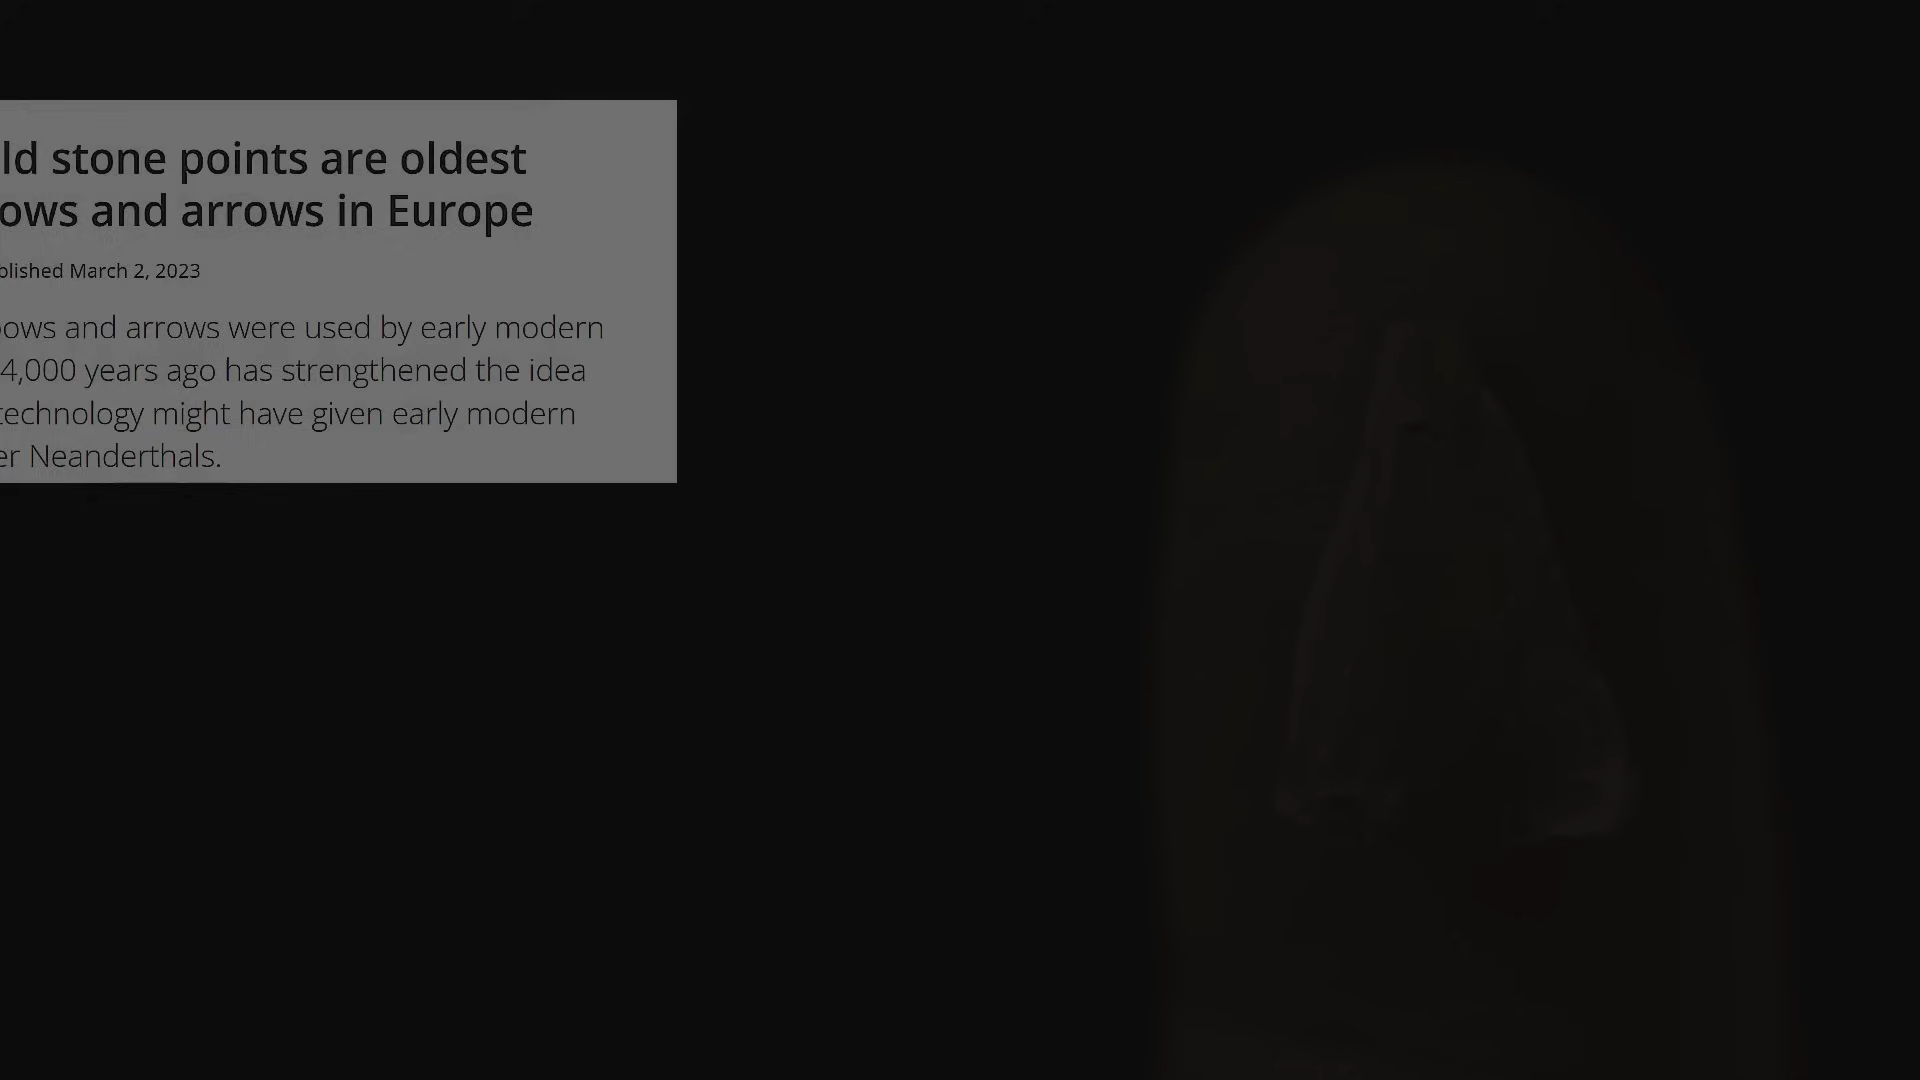 ld stone points are oldest
ows and arrows in Europe
blished March 2, 2023
ows and arrows were used by early modern
4,000 years ago has strengthened the idea
technology might have given early modern
er Neanderthals.